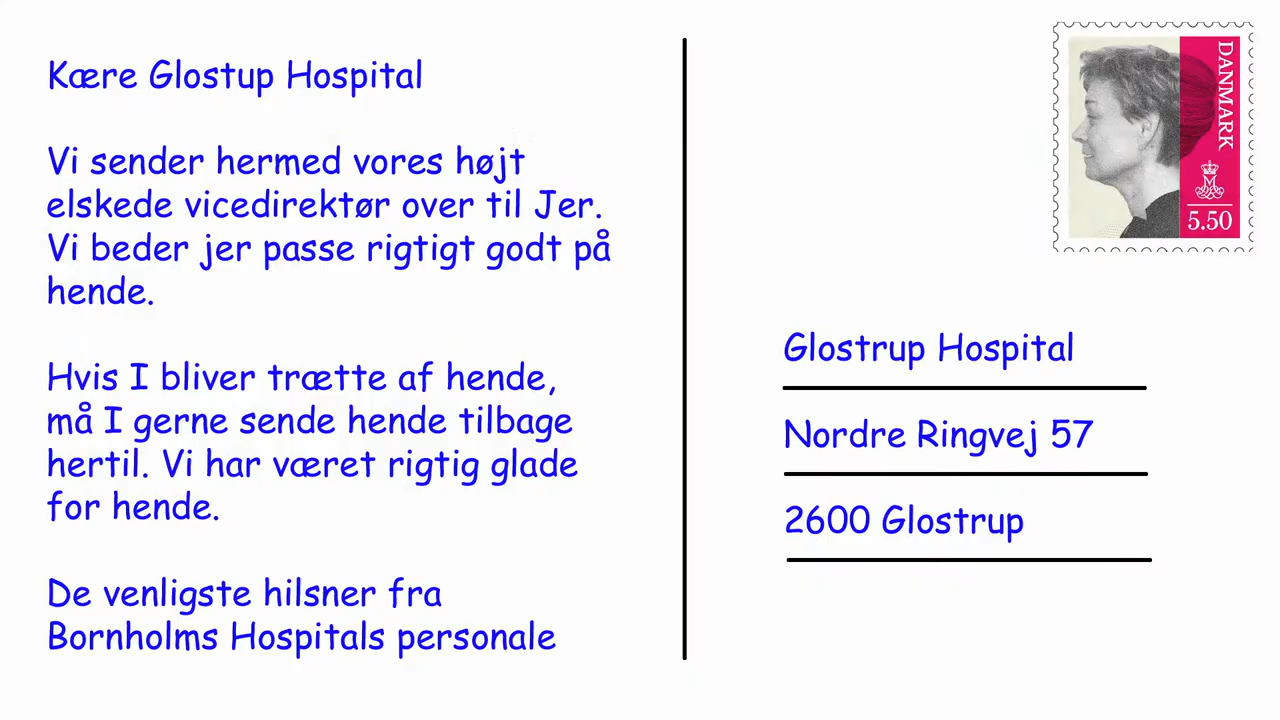 Kære Glostup Hospital
Vi sender hermed vores højt
elskede vicedirektør over til Jer.
Vi beder jer passe rigtigt godt på
hende.
Hvis I bliver trætte af hende,
må I gerne sende hende tilbage
hertil. Vi har været rigtig glade
for hende.
De venligste hilsner fra
Bornholms Hospitals personale
DANMARK
5.50
Glostrup Hospital
Nordre Ringvej 57
2600 Glostrup